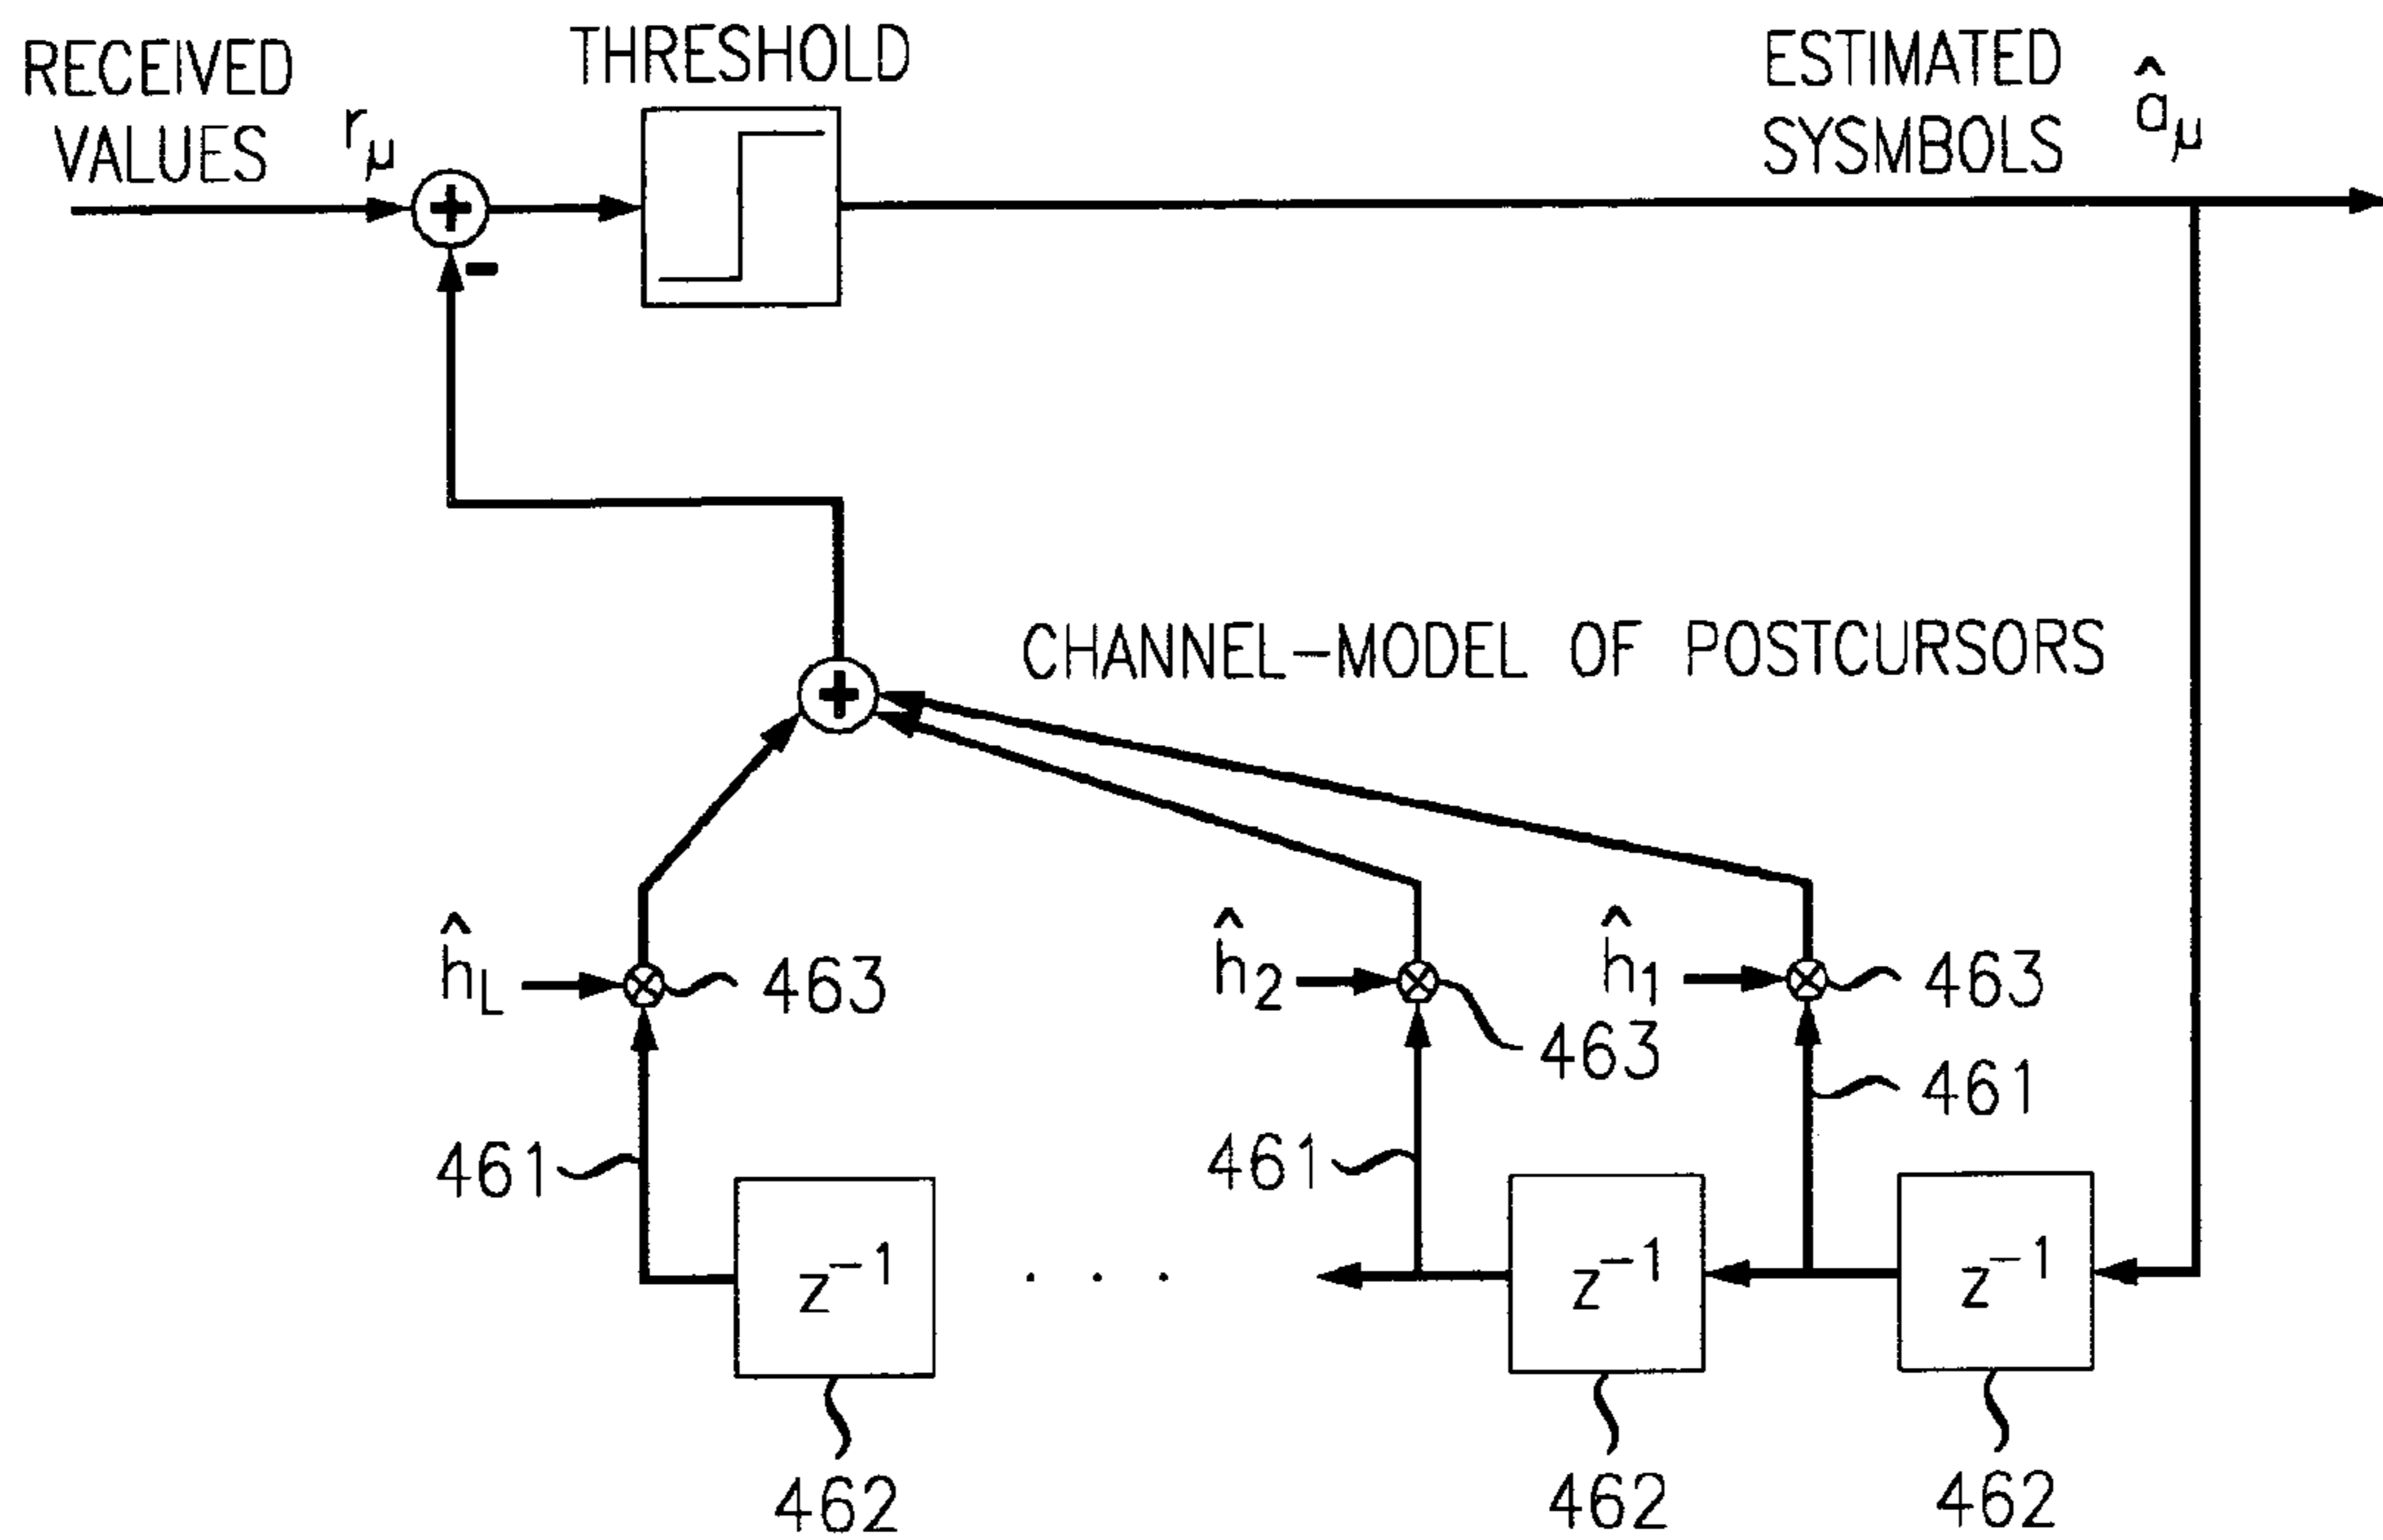 RECEIVED
VALUES
r_μ
THRESHOLD
ESTIMATED
SYSMBOLS
â_μ
+
+
-
CHANNEL-MODEL OF POSTCURSORS
+
ĥ_L
463
ĥ_2
463
ĥ_1
463
461
461
461
z^-1
. . .
z^-1
z^-1
462
462
462